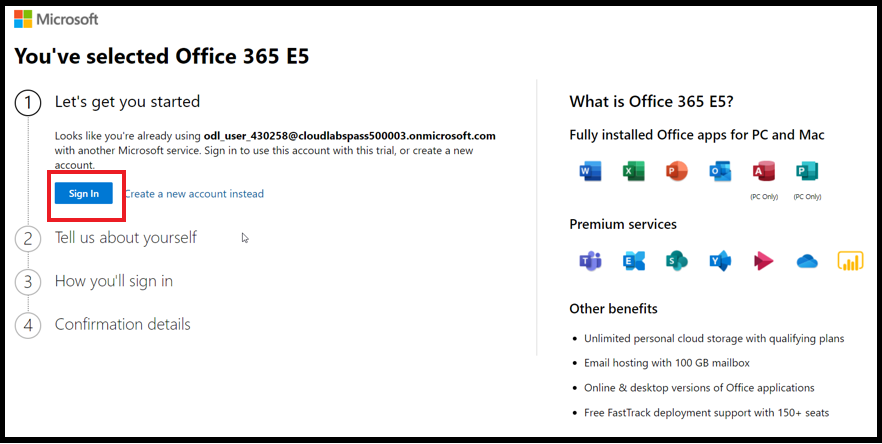 Microsoft
You've selected Office 365 E5
1 Let's get you started
Looks like you're already using odl_user_430258@cloudlabspass500003.onmicrosoft.com
with another Microsoft service. Sign in to use this account with this trial, or create a new
account.
Sign In Create a new account instead
2 Tell us about yourself
3 How you'll sign in
4 Confirmation details
What is Office 365 E5?
Fully installed Office apps for PC and Mac
W X P O A P
(PC Only) (PC Only)
Premium services
T E S Y
Other benefits
• Unlimited personal cloud storage with qualifying plans
• Email hosting with 100 GB mailbox
• Online & desktop versions of Office applications
• Free FastTrack deployment support with 150+ seats